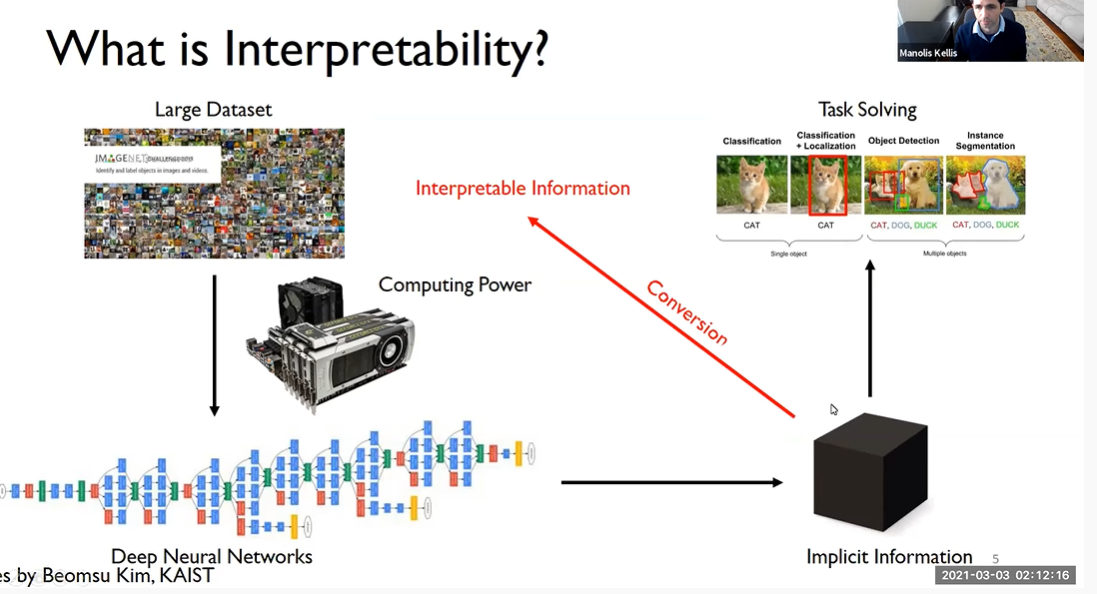 What is Interpretability?
Manolis Kellis
Large Dataset
IMAGENET
Identify and label objects in images and videos.
Computing Power
Deep Neural Networks
Interpretable Information
Conversion
Task Solving
Classification
Classification
+ Localization
Object Detection
Instance
Segmentation
CAT
CAT
CAT, DOG, DUCK
CAT, DOG, DUCK
Single object
Multiple objects
Implicit Information
5
es by Beomsu Kim, KAIST
2021-03-03 02:12:16